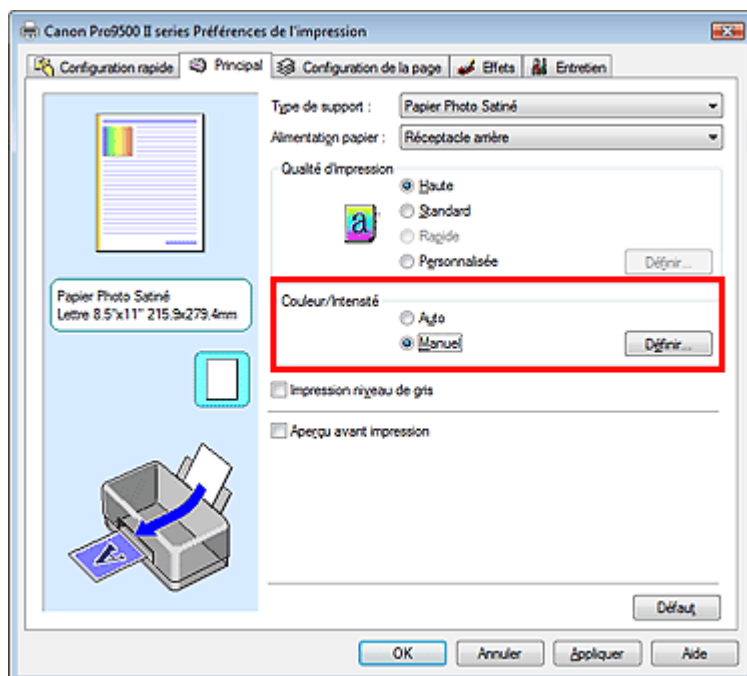 Canon Pro9500 II series Préférences de l'impression
Configuration rapide Principal Configuration de la page Effets Entretien
Type de support : Papier Photo Satiné
Alimentation papier : Réceptacle arrière
Qualité d'impression
Haute
Standard
Rapide
Personnalisée Définir...
Couleur/Intensité
Auto
Manuel Définir...
Papier Photo Satiné
Lettre 8.5"x11" 215.9x279.4mm
Impression niveau de gris
Aperçu avant impression
Défaut
OK Annuler Appliquer Aide